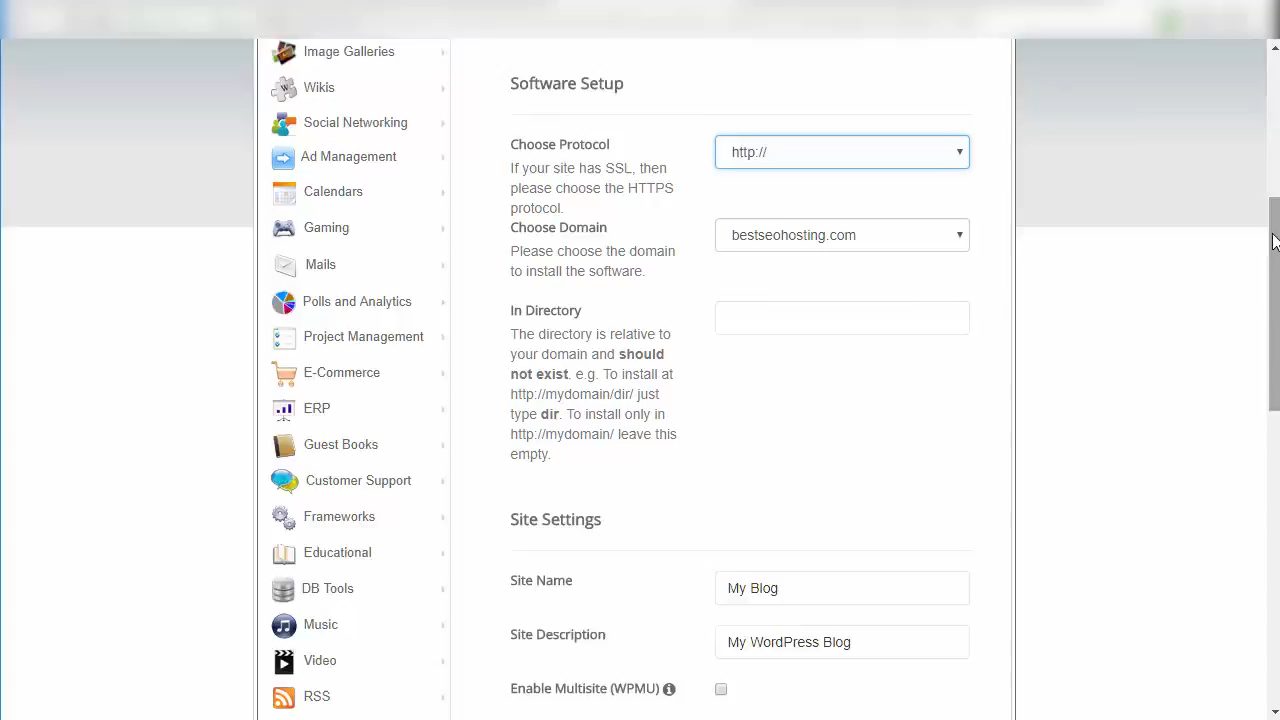 Image Galleries
Wikis
Social Networking
Ad Management
Calendars
Gaming
Mails
Polls and Analytics
Project Management
E-Commerce
ERP
Guest Books
Customer Support
Frameworks
Educational
DB Tools
Music
Video
RSS
Software Setup
Choose Protocol
http://
If your site has SSL, then
please choose the HTTPS
protocol.
Choose Domain
bestseohosting.com
Please choose the domain
to install the software.
In Directory
The directory is relative to
your domain and should
not exist. e.g. To install at
http://mydomain/dir/ just
type dir. To install only in
http://mydomain/ leave this
empty.
Site Settings
Site Name
My Blog
Site Description
My WordPress Blog
Enable Multisite (WPMU)